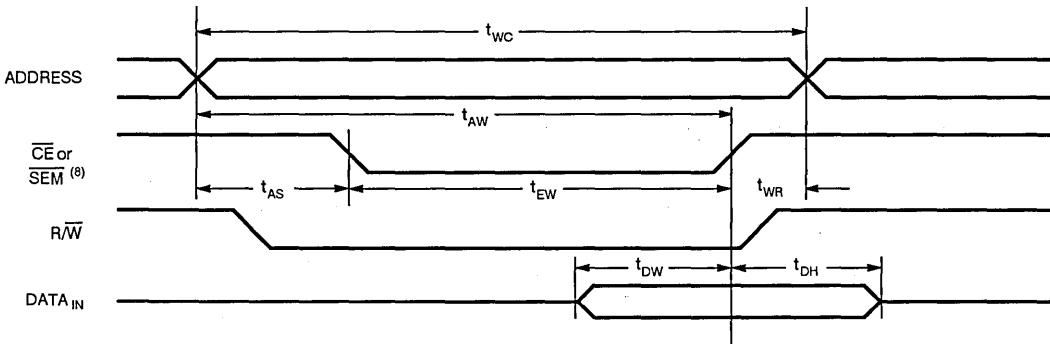 tWC
ADDRESS
tAW
CE or
SEM (8)
tAS
tEW
tWR
R/W
tDW
tDH
DATA IN